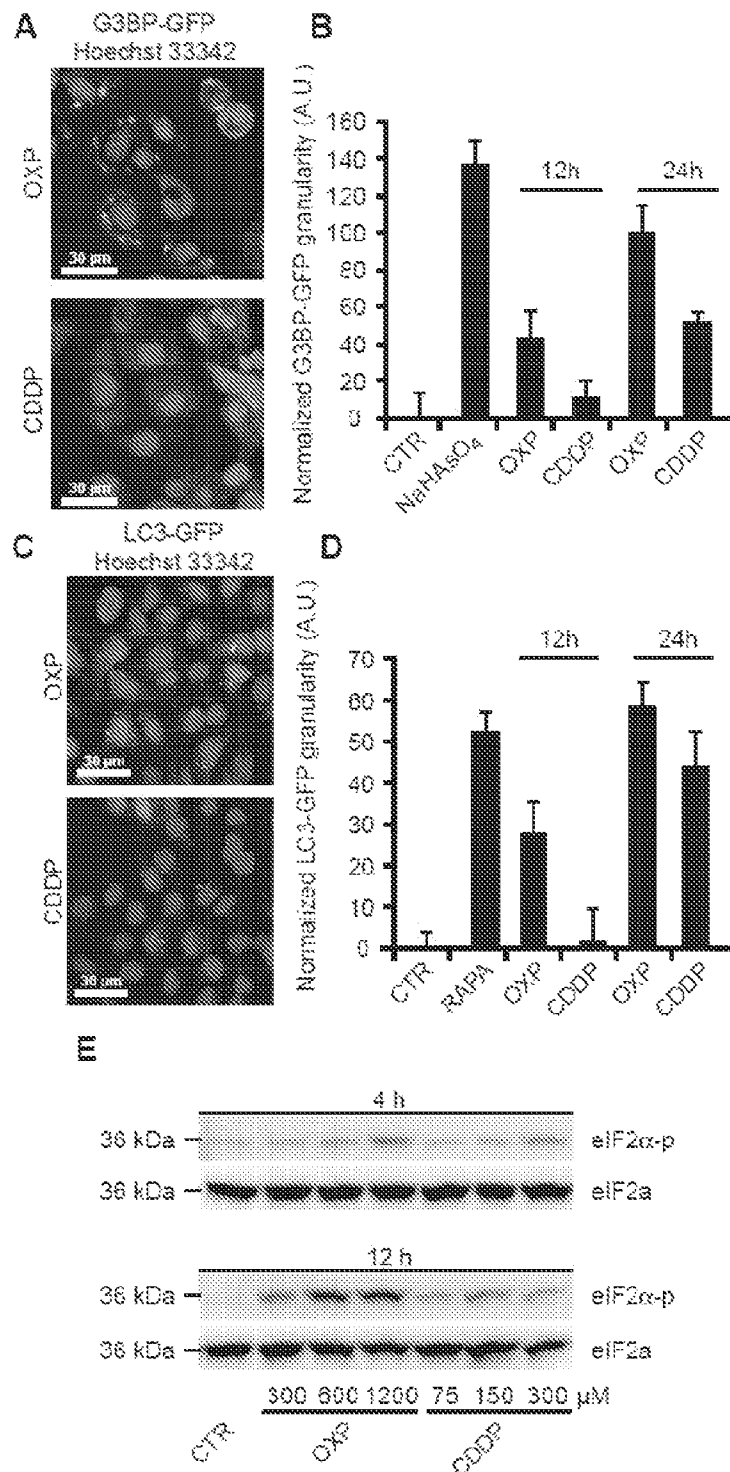 A
G3BP-GFP
Hoechst 33342
OXP
30 µm
CDDP
30 µm
B
Normalized G3BP-GFP granularity (A.U.)
160
140
120
100
80
60
40
20
0
12h
24h
CTR
NaHAsO₄
OXP
CDDP
OXP
CDDP
C
LC3-GFP
Hoechst 33342
OXP
30 µm
CDDP
30 µm
D
Normalized LC3-GFP granularity (A.U.)
70
60
50
40
30
20
10
0
12h
24h
CTR
RAPA
OXP
CDDP
OXP
CDDP
E
4 h
36 kDa
eIF2α-p
36 kDa
eIF2a
12 h
36 kDa
eIF2α-p
36 kDa
eIF2a
300 600 1200 75 150 300 µM
CTR
OXP
CDDP